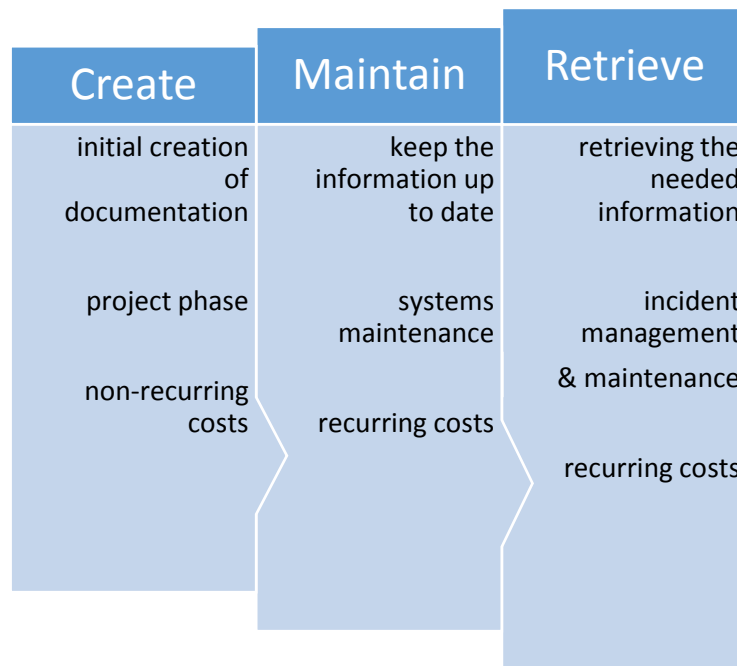 Create
initial creation
of
documentation
project phase
non-recurring
costs
Maintain
keep the
information up
to date
systems
maintenance
recurring costs
Retrieve
retrieving the
needed
information
incident
management
& maintenance
recurring costs